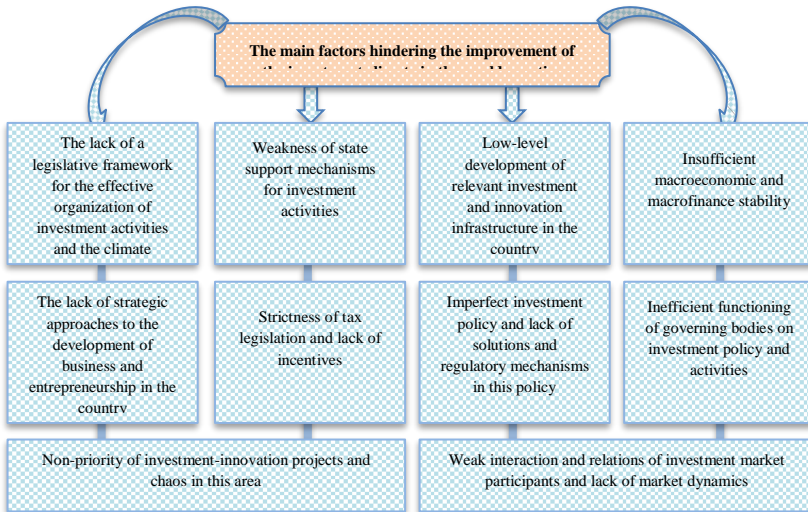 The main factors hindering the improvement of
The lack of a
legislative framework
for the effective
organization of
investment activities
and the climate
Weakness of state
support mechanisms
for investment
activities
Low-level
development of
relevant investment
and innovation
infrastructure in the
country
Insufficient
macroeconomic and
macrofinance stability
The lack of strategic
approaches to the
development of
business and
entrepreneurship in the
country
Strictness of tax
legislation and lack of
incentives
Imperfect investment
policy and lack of
solutions and
regulatory mechanisms
in this policy
Inefficient functioning
of governing bodies on
investment policy and
activities
Non-priority of investment-innovation projects and
chaos in this area
Weak interaction and relations of investment market
participants and lack of market dynamics